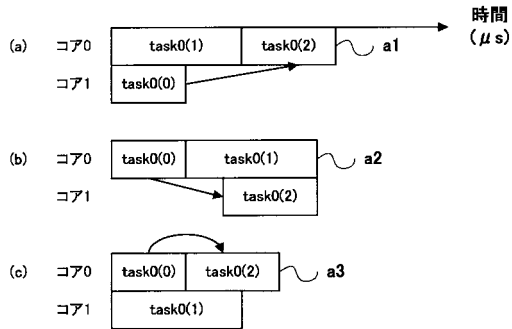 時間
(μs)
(a) コア0 task0(1) task0(2) a1
コア1 task0(0)
(b) コア0 task0(0) task0(1) a2
コア1 task0(2)
(c) コア0 task0(0) task0(2) a3
コア1 task0(1)